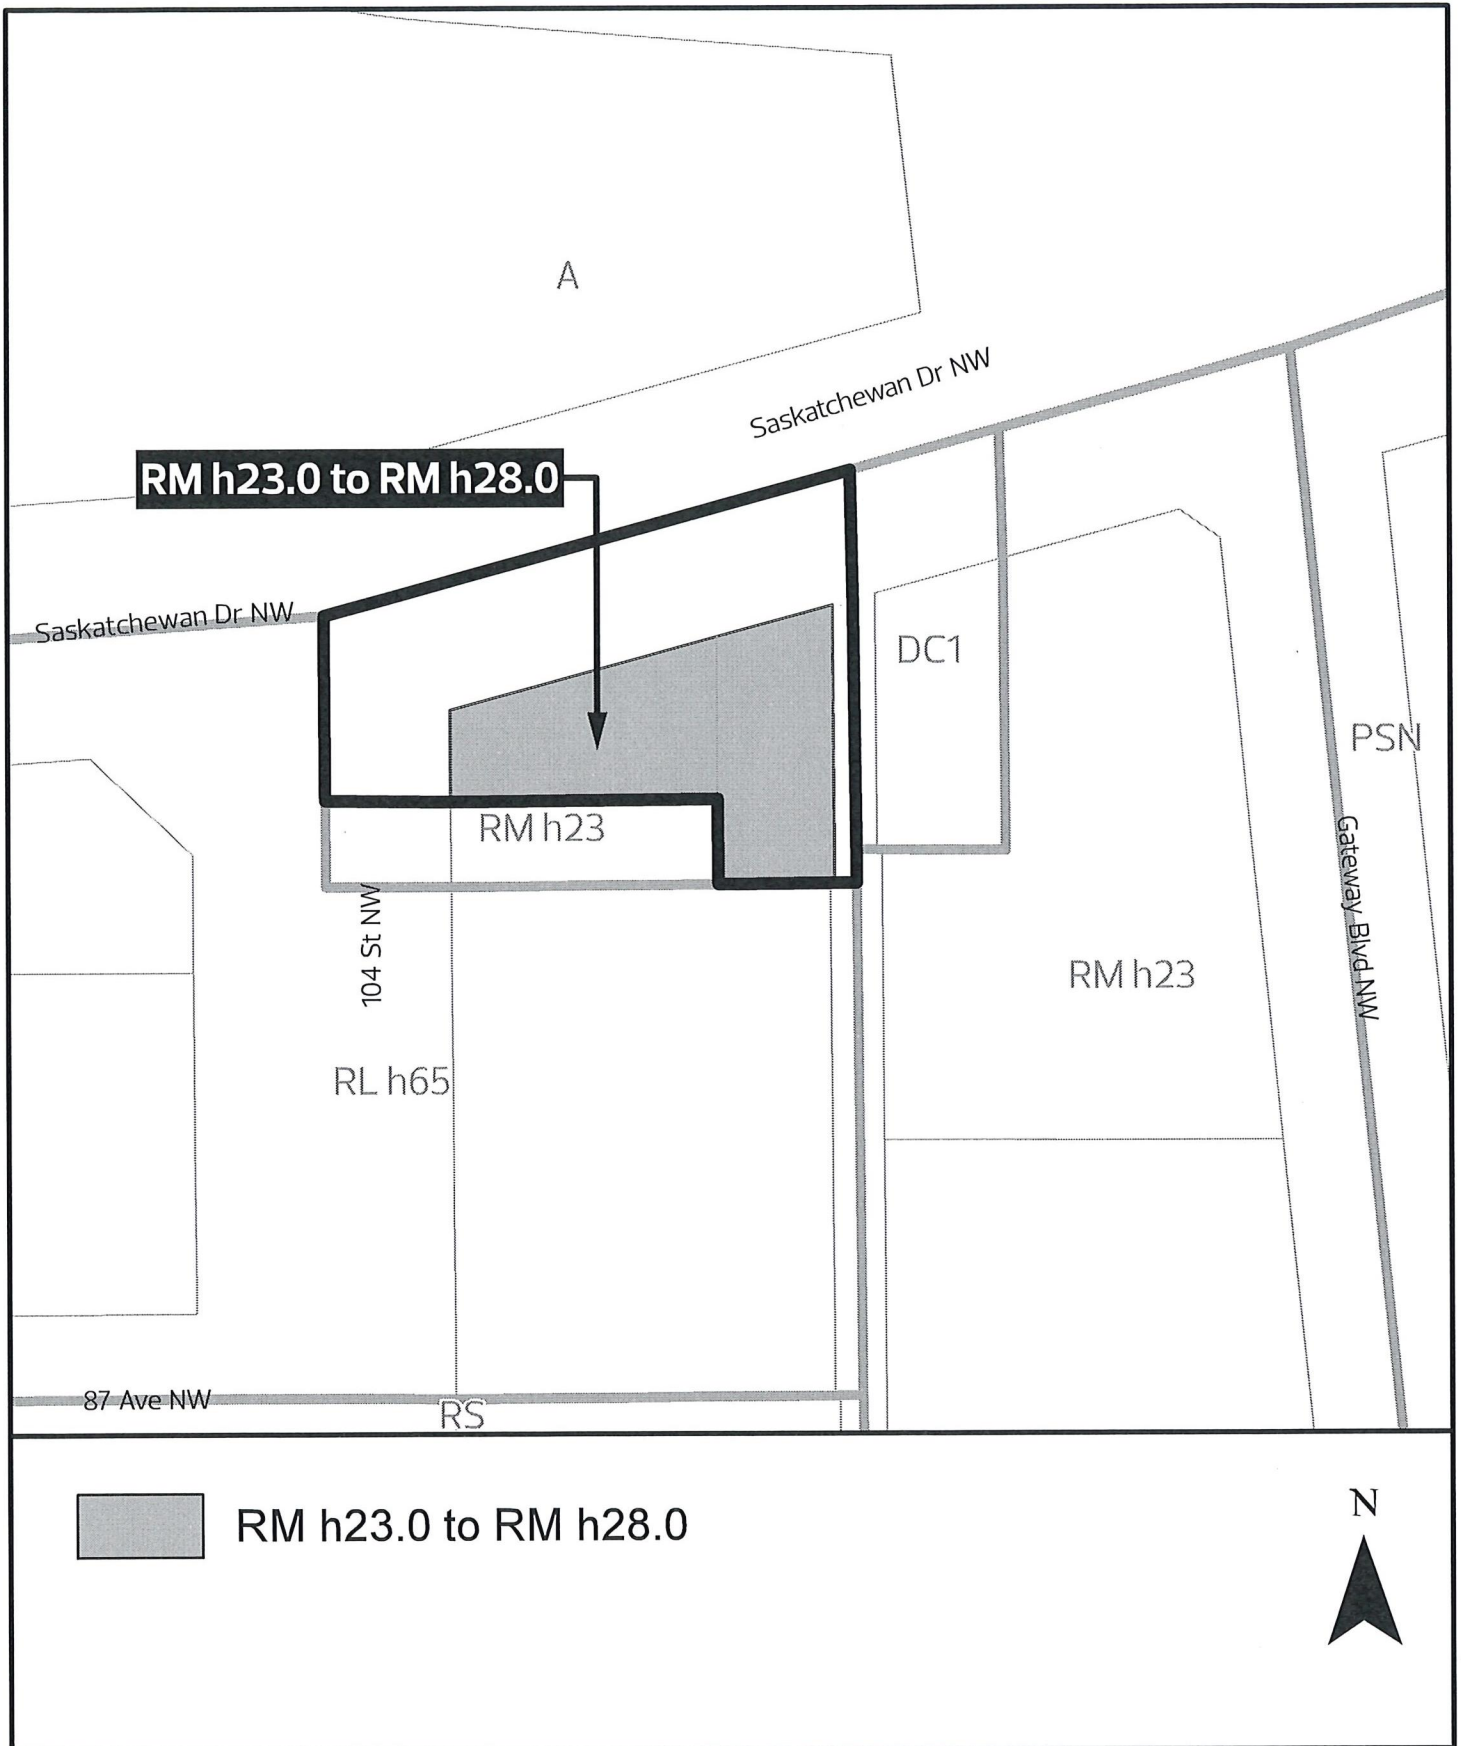 A
Saskatchewan Dr NW
RM h23.0 to RM h28.0
Saskatchewan Dr NW
DC1
PSN
RM h23
Gateway Blvd NW
104 St NW
RM h23
RL h65
87 Ave NW
RS
RM h23.0 to RM h28.0
N